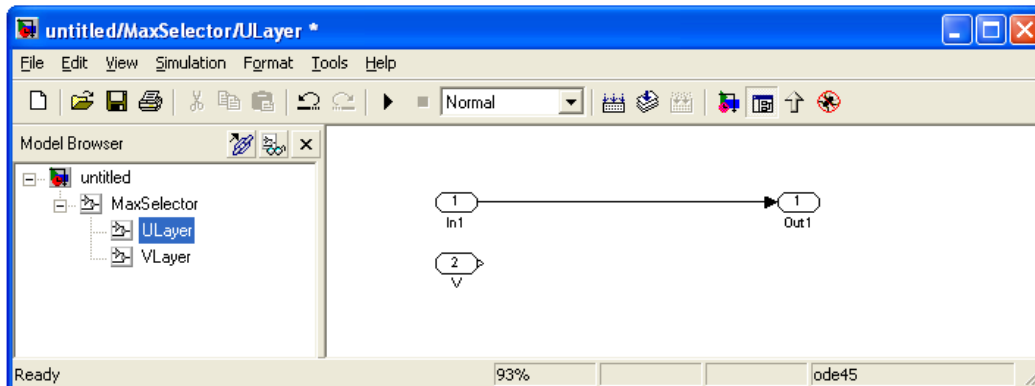 untitled/MaxSelector/ULayer *
File Edit View Simulation Format Tools Help
Normal
Model Browser
untitled
MaxSelector
ULayer
VLayer
1
In1
1
Out1
2
V
Ready 93% ode45